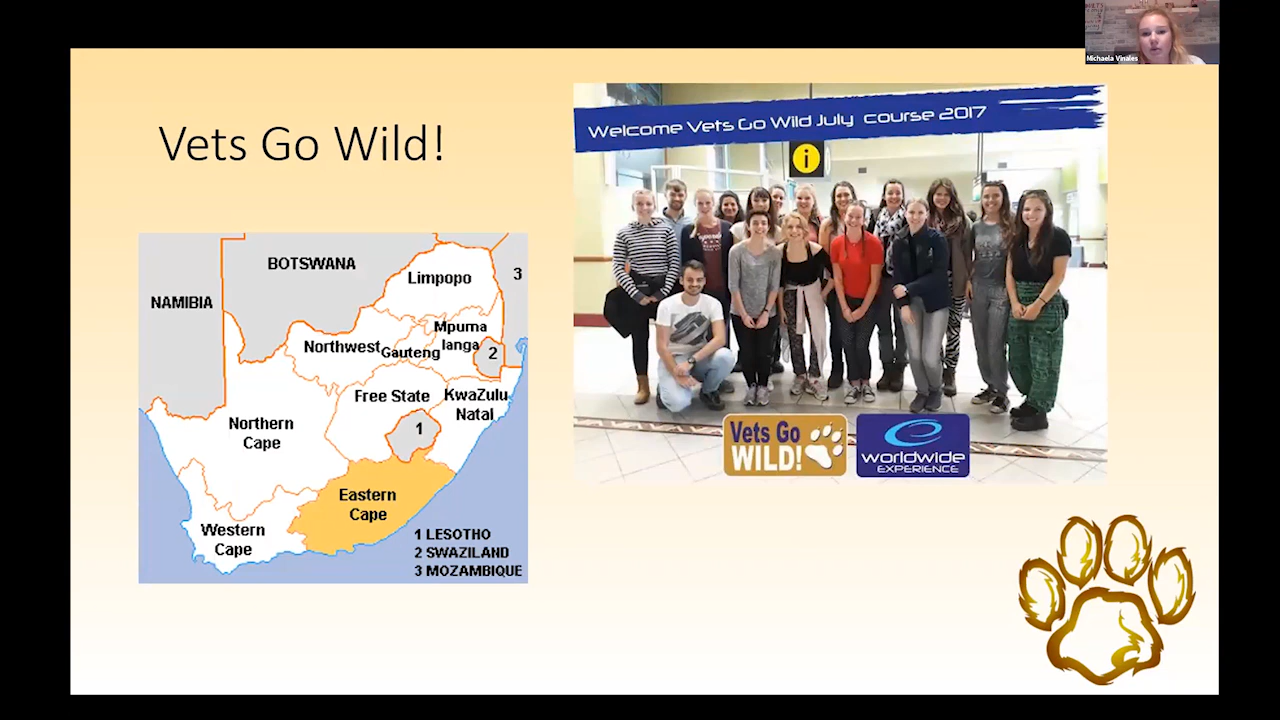 Michaela Vinales
Vets Go Wild!
Welcome Vets Go Wild July course 2017
i
Vets Go
WILD!
worldwide
EXPERIENCE
BOTSWANA
NAMIBIA
Limpopo
3
Mpuma
langa
Northwest
Gauteng
2
Free State
KwaZulu
Natal
1
Northern
Cape
Eastern
Cape
Western
Cape
1 LESOTHO
2 SWAZILAND
3 MOZAMBIQUE